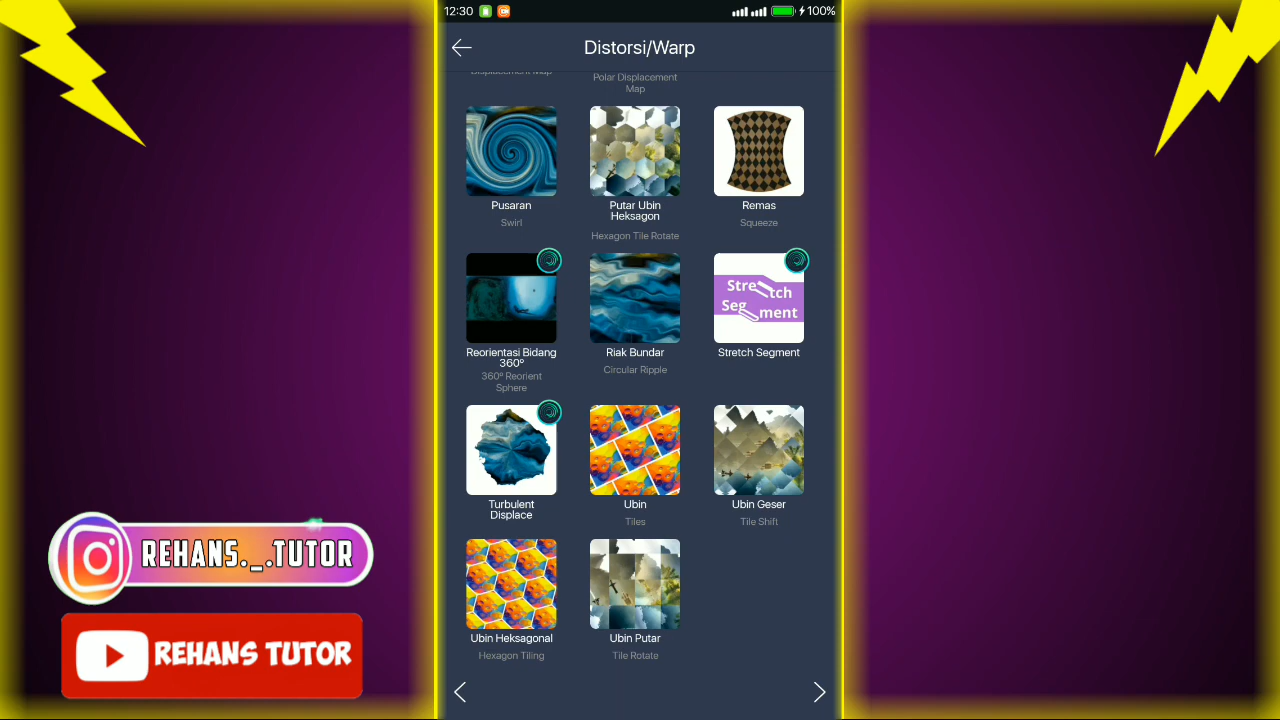 12:30
100%
Distorsi/Warp
Displacement Map
Polar Displacement
Map
Pusaran
Swirl
Putar Ubin
Heksagon
Hexagon Tile Rotate
Remas
Squeeze
Reorientasi Bidang
360°
360° Reorient
Sphere
Riak Bundar
Circular Ripple
Stre tch
Seg ment
Stretch Segment
Turbulent
Displace
Ubin
Tiles
Ubin Geser
Tile Shift
Ubin Heksagonal
Hexagon Tiling
Ubin Putar
Tile Rotate
REHANS._.TUTOR
REHANS TUTOR